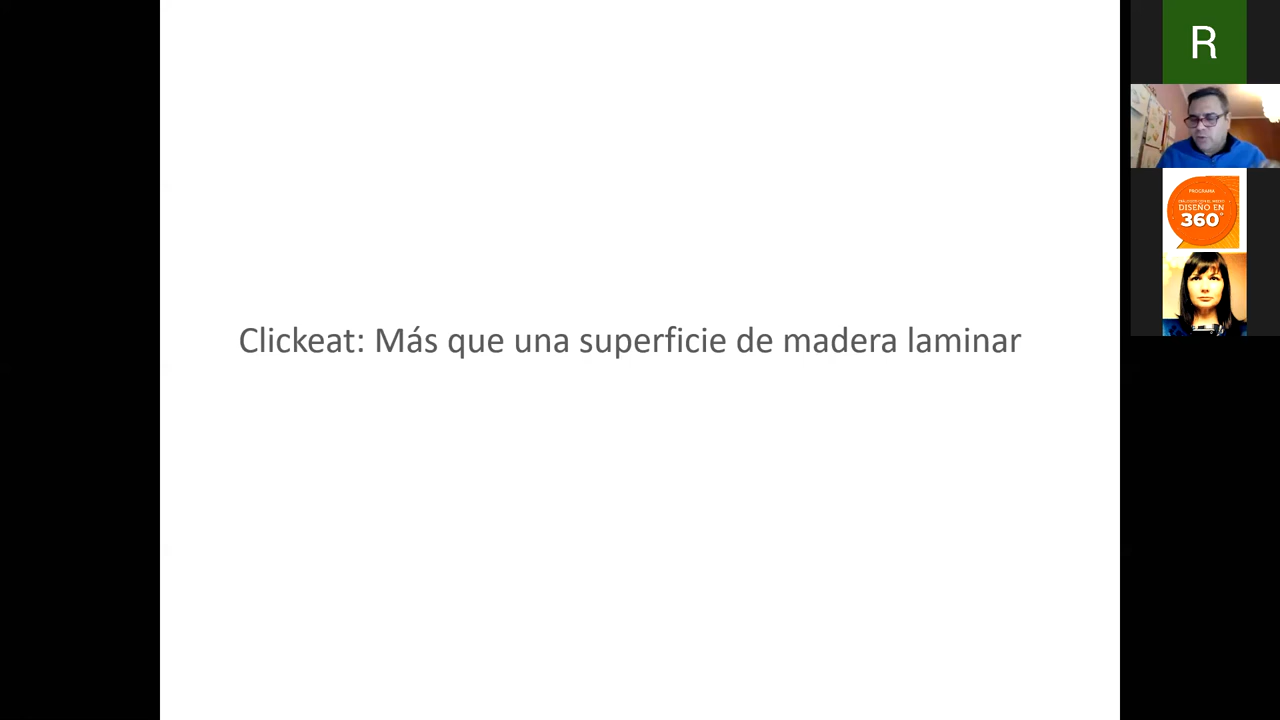 Clickeat: Más que una superficie de madera laminar
R
PROGRAMA
DISEÑO EN
360°